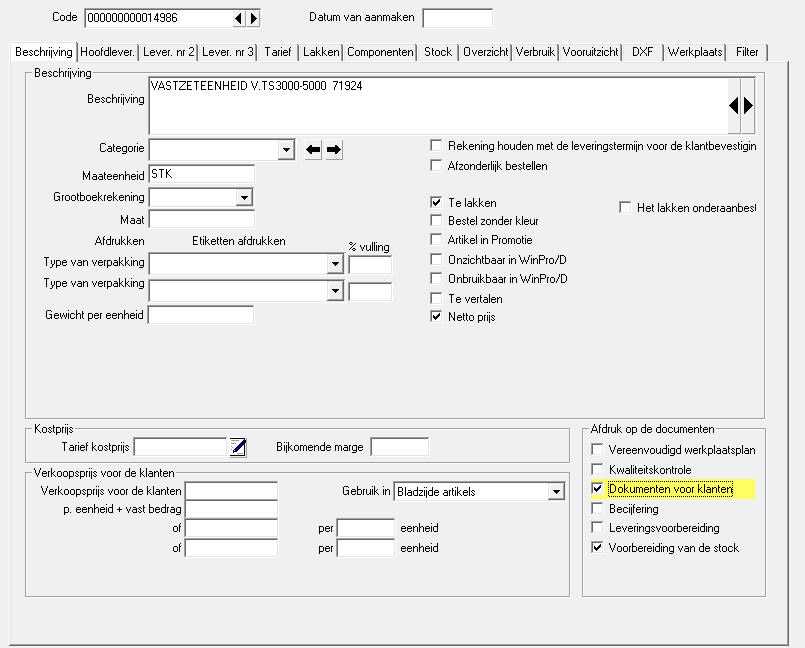 Code 000000000014986 Datum van aanmaken
Beschrijving Hoofdlever. Lever. nr 2 Lever. nr 3 Tarief Lakken Componenten Stock Overzicht Verbruik Vooruitzicht DXF Werkplaats Filter
Beschrijving
Beschrijving VASTZETEENHEID V.TS3000-5000 71924
Categorie
Maateenheid STK
Grootboekrekening
Maat
Afdrukken Etiketten afdrukken % vulling
Type van verpakking
Type van verpakking
Gewicht per eenheid
Rekening houden met de leveringstermijn voor de klantbevestigin
Afzonderlijk bestellen
Te lakken Het lakken onderaanbest
Bestel zonder kleur
Artikel in Promotie
Onzichtbaar in WinPro/D
Onbruikbaar in WinPro/D
Te vertalen
Netto prijs
Kostprijs
Tarief kostprijs Bijkomende marge
Verkoopsprijs voor de klanten
Verkoopsprijs voor de klanten Gebruik in Bladzijde artikels
p. eenheid + vast bedrag
of per eenheid
of per eenheid
Afdruk op de documenten
Vereenvoudigd werkplaatsplan
Kwaliteitskontrole
Dokumenten voor klanten
Becijfering
Leveringsvoorbereiding
Voorbereiding van de stock